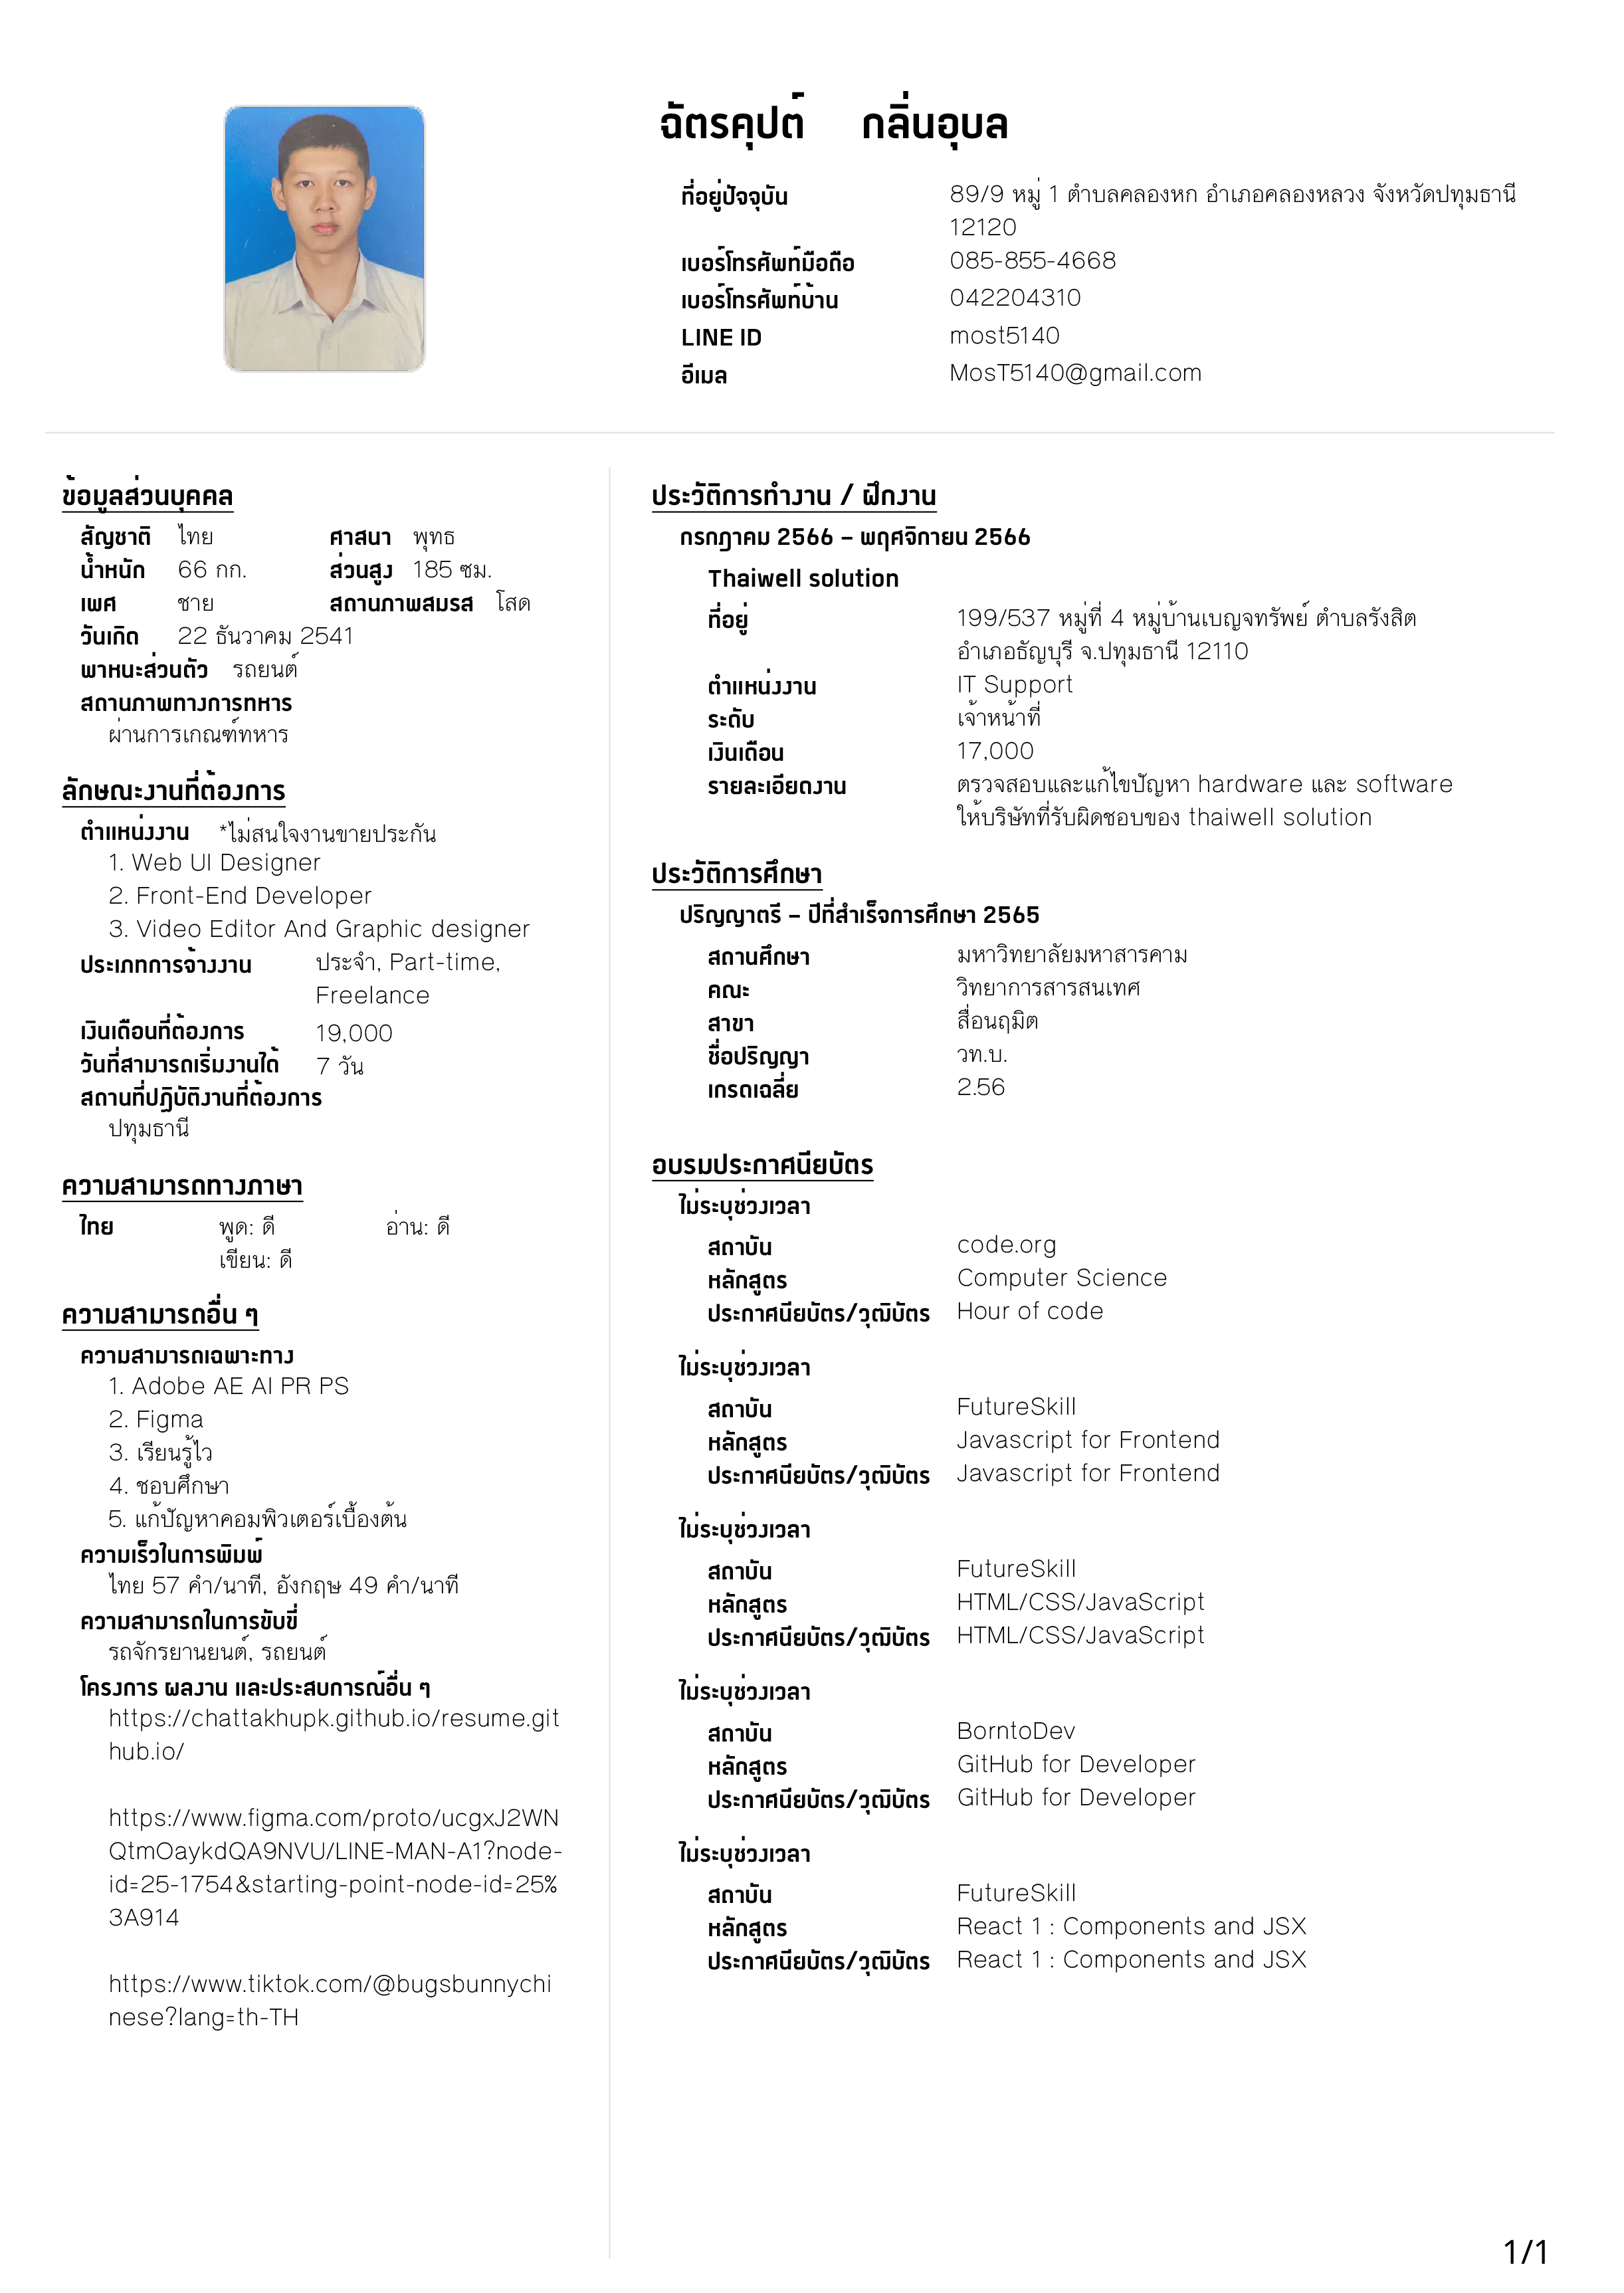 ฉัตรคุปต์ กลิ่นอุบล
ที่อยู่ปัจจุบัน 89/9 หมู่ 1 ตำบลคลองหก อำเภอคลองหลวง จังหวัดปทุมธานี
12120
เบอร์โทรศัพท์มือถือ 085-855-4668
เบอร์โทรศัพท์บ้าน 042204310
LINE ID most5140
อีเมล MosT5140@gmail.com
ข้อมูลส่วนบุคคล
สัญชาติ ไทย ศาสนา พุทธ
น้ำหนัก 66 กก. ส่วนสูง 185 ซม.
เพศ ชาย สถานภาพสมรส โสด
วันเกิด 22 ธันวาคม 2541
พาหนะส่วนตัว รถยนต์
สถานภาพทางการทหาร
ผ่านการเกณฑ์ทหาร
ลักษณะงานที่ต้องการ
ตำแหน่งงาน *ไม่สนใจงานขายประกัน
1. Web UI Designer
2. Front-End Developer
3. Video Editor And Graphic designer
ประเภทการจ้างงาน ประจำ, Part-time,
Freelance
เงินเดือนที่ต้องการ 19,000
วันที่สามารถเริ่มงานได้ 7 วัน
สถานที่ปฏิบัติงานที่ต้องการ
ปทุมธานี
ความสามารถทางภาษา
ไทย พูด: ดี อ่าน: ดี
เขียน: ดี
ความสามารถอื่น ๆ
ความสามารถเฉพาะทาง
1. Adobe AE AI PR PS
2. Figma
3. เรียนรู้ไว
4. ชอบศึกษา
5. แก้ปัญหาคอมพิวเตอร์เบื้องต้น
ความเร็วในการพิมพ์
ไทย 57 คำ/นาที, อังกฤษ 49 คำ/นาที
ความสามารถในการขับขี่
รถจักรยานยนต์, รถยนต์
โครงการ ผลงาน และประสบการณ์อื่น ๆ
https://chattakhupk.github.io/resume.git
hub.io/
https://www.figma.com/proto/ucgxJ2WN
QtmOaykdQA9NVU/LINE-MAN-A1?node-
id=25-1754&starting-point-node-id=25%
3A914
https://www.tiktok.com/@bugsbunnychi
nese?lang=th-TH
ประวัติการทำงาน / ฝึกงาน
กรกฎาคม 2566 – พฤศจิกายน 2566
Thaiwell solution
ที่อยู่ 199/537 หมู่ที่ 4 หมู่บ้านเบญจทรัพย์ ตำบลรังสิต
อำเภอธัญบุรี จ.ปทุมธานี 12110
ตำแหน่งงาน IT Support
ระดับ เจ้าหน้าที่
เงินเดือน 17,000
รายละเอียดงาน ตรวจสอบและแก้ไขปัญหา hardware และ software
ให้บริษัทที่รับผิดชอบของ thaiwell solution
ประวัติการศึกษา
ปริญญาตรี – ปีที่สำเร็จการศึกษา 2565
สถานศึกษา มหาวิทยาลัยมหาสารคาม
คณะ วิทยาการสารสนเทศ
สาขา สื่อนฤมิต
ชื่อปริญญา วท.บ.
เกรดเฉลี่ย 2.56
อบรมประกาศนียบัตร
ไม่ระบุช่วงเวลา
สถาบัน code.org
หลักสูตร Computer Science
ประกาศนียบัตร/วุฒิบัตร Hour of code
ไม่ระบุช่วงเวลา
สถาบัน FutureSkill
หลักสูตร Javascript for Frontend
ประกาศนียบัตร/วุฒิบัตร Javascript for Frontend
ไม่ระบุช่วงเวลา
สถาบัน FutureSkill
หลักสูตร HTML/CSS/JavaScript
ประกาศนียบัตร/วุฒิบัตร HTML/CSS/JavaScript
ไม่ระบุช่วงเวลา
สถาบัน BorntoDev
หลักสูตร GitHub for Developer
ประกาศนียบัตร/วุฒิบัตร GitHub for Developer
ไม่ระบุช่วงเวลา
สถาบัน FutureSkill
หลักสูตร React 1 : Components and JSX
ประกาศนียบัตร/วุฒิบัตร React 1 : Components and JSX
1/1